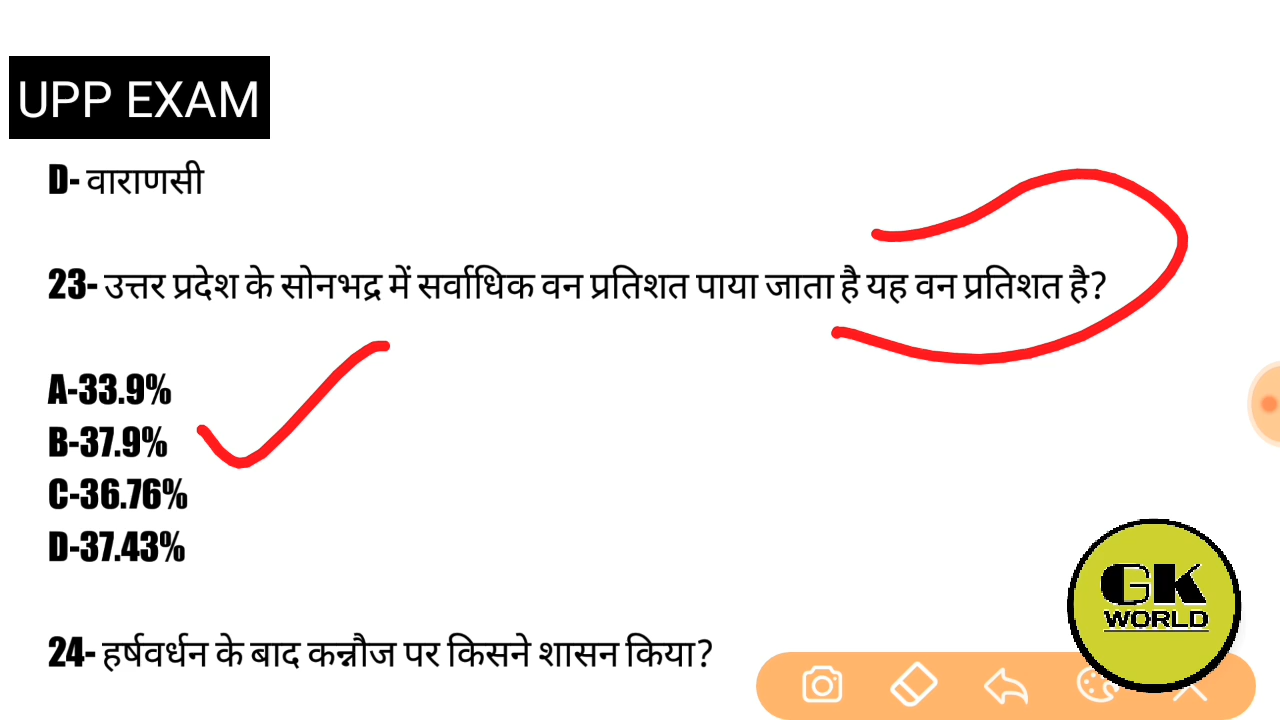 UPP EXAM
D- वाराणसी
23- उत्तर प्रदेश के सोनभद्र में सर्वाधिक वन प्रतिशत पाया जाता है यह वन प्रतिशत है?
A-33.9%
B-37.9%
C-36.76%
D-37.43%
24- हर्षवर्धन के बाद कन्नौज पर किसने शासन किया?
GK
WORLD